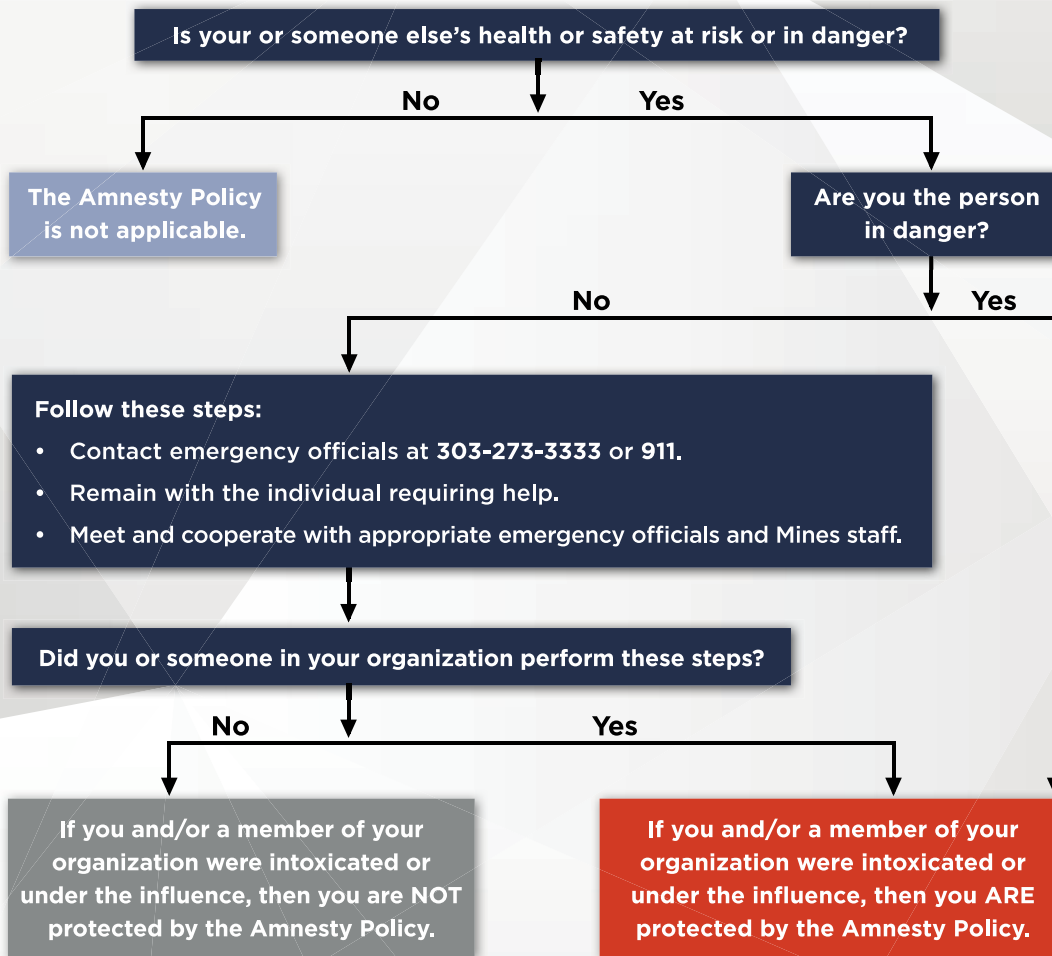 Is your or someone else’s health or safety at risk or in danger?
No
Yes
The Amnesty Policy
is not applicable.
Are you the person
in danger?
No
Yes
Follow these steps:
• Contact emergency officials at 303-273-3333 or 911.
• Remain with the individual requiring help.
• Meet and cooperate with appropriate emergency officials and Mines staff.
Did you or someone in your organization perform these steps?
No
Yes
If you and/or a member of your
organization were intoxicated or
under the influence, then you are NOT
protected by the Amnesty Policy.
If you and/or a member of your
organization were intoxicated or
under the influence, then you ARE
protected by the Amnesty Policy.